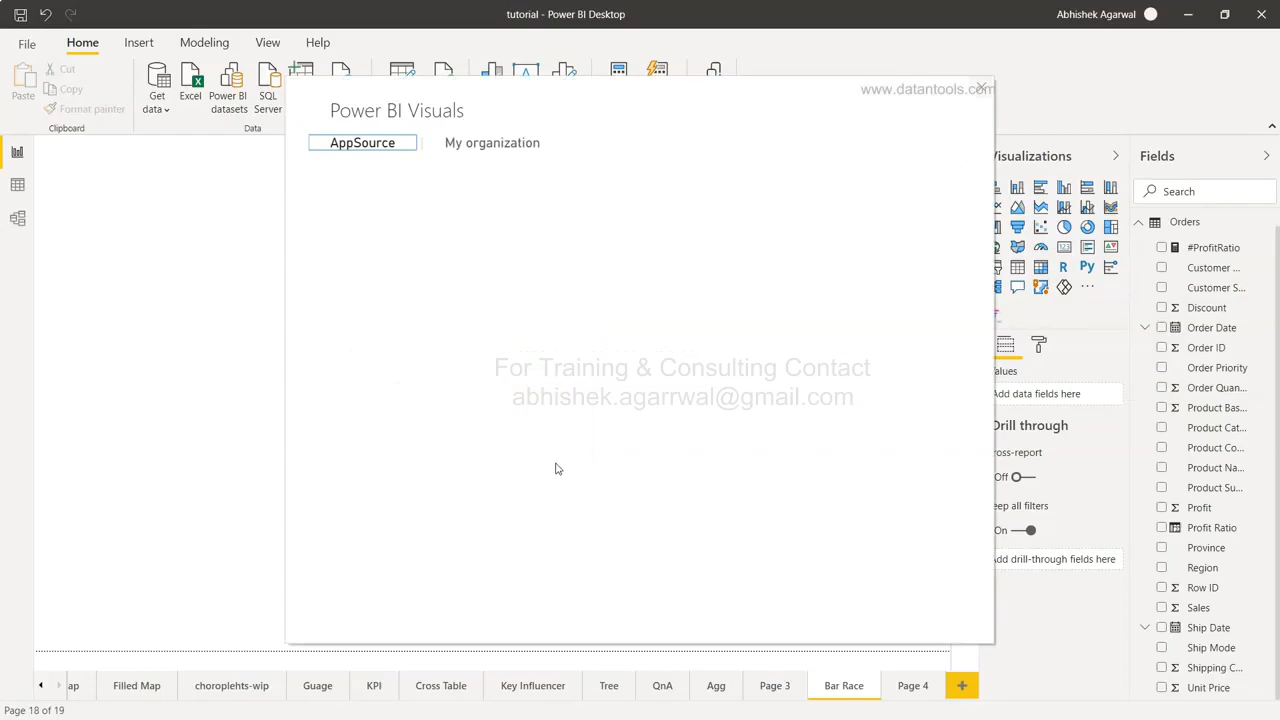 tutorial - Power BI Desktop
Abhishek Agarwal
File
Home
Insert
Modeling
View
Help
Paste
Cut
Copy
Format painter
Clipboard
Get data
Excel
Power BI datasets
SQL Server
Data
www.datantools.com
Power BI Visuals
AppSource
My organization
For Training & Consulting Contact
abhishek.agarrwal@gmail.com
Visualizations
R
Py
Values
Add data fields here
Drill through
ross-report
Off
eep all filters
On
Add drill-through fields here
Fields
Search
Orders
#ProfitRatio
Customer ...
Customer S...
Discount
Order Date
Order ID
Order Priority
Order Quan...
Product Bas...
Product Cat...
Product Co...
Product Na...
Product Su...
Profit
Profit Ratio
Province
Region
Row ID
Sales
Ship Date
Ship Mode
Shipping C...
Unit Price
ap
Filled Map
choroplehts-wip
Guage
KPI
Cross Table
Key Influencer
Tree
QnA
Agg
Page 3
Bar Race
Page 4
Page 18 of 19